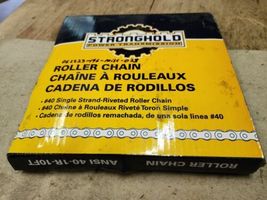 STRONGHOLD
POWER TRANSMISSION
ROLLER CHAIN
CHAÎNE À ROULEAUX
CADENA DE RODILLOS
- #40 Single Strand-Riveted Roller Chain
- #40 Chaîne à Rouleaux Riveté Toron Simple
- Cadena de rodillos remachada, de una sola línea #40
ROLLER CHAIN
ANSI 40-1R-10FT